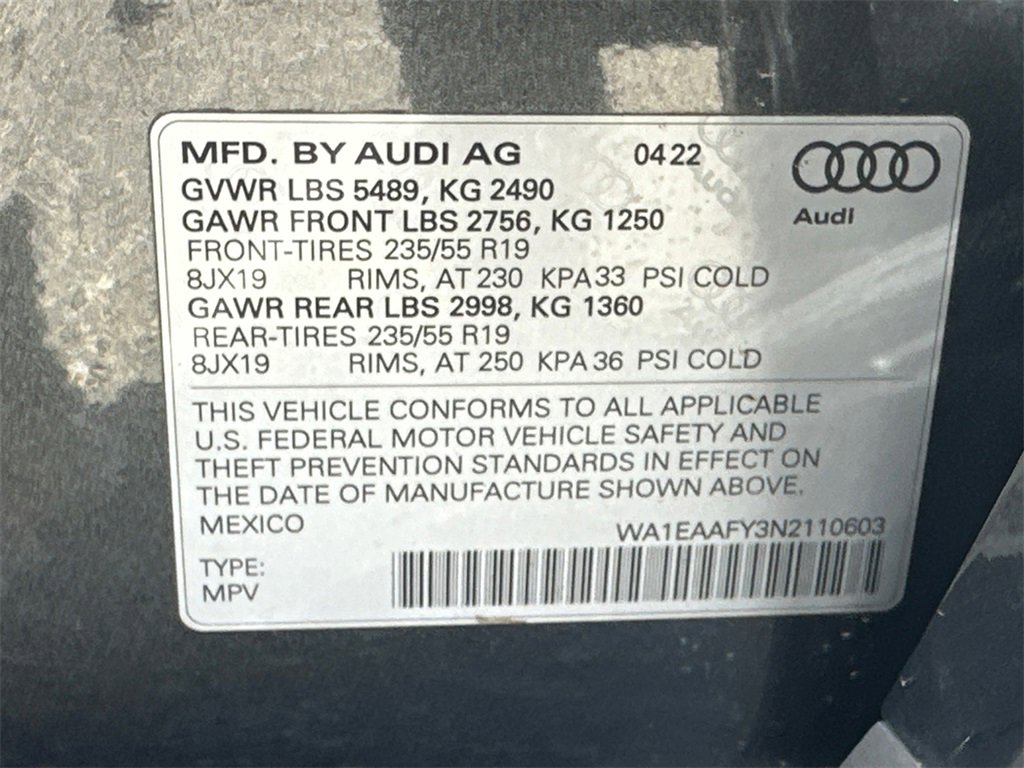 MFD. BY AUDI AG 0422
GVWR LBS 5489, KG 2490
Audi
GAWR FRONT LBS 2756, KG 1250
FRONT-TIRES 235/55 R19
8JX19 RIMS, AT 230 KPA 33 PSI COLD
GAWR REAR LBS 2998, KG 1360
REAR-TIRES 235/55 R19
8JX19 RIMS, AT 250 KPA 36 PSI COLD
THIS VEHICLE CONFORMS TO ALL APPLICABLE
U.S. FEDERAL MOTOR VEHICLE SAFETY AND
THEFT PREVENTION STANDARDS IN EFFECT ON
THE DATE OF MANUFACTURE SHOWN ABOVE.
MEXICO WA1EAAFY3N2110603
TYPE:
MPV